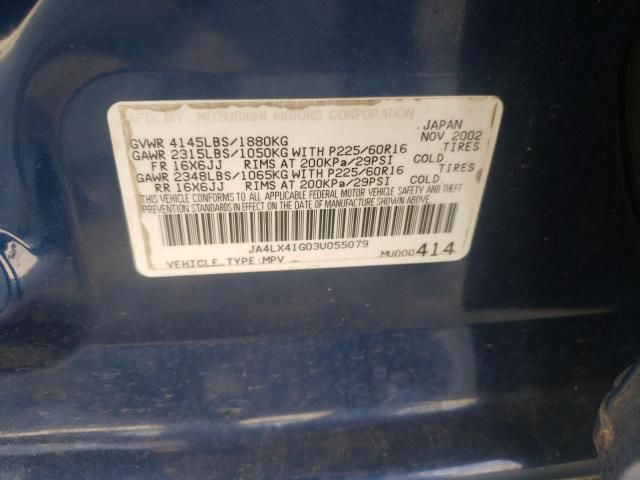 MFD. BY MITSUBISHI MOTORS CORPORATION
JAPAN
GVWR 4145LBS/1880KG NOV 2002
GAWR 2315LBS/1050KG WITH P225/60R16 TIRES
FR 16X6JJ RIMS AT 200KPa/29PSI COLD
GAWR 2348LBS/1065KG WITH P225/60R16 TIRES
RR 16X6JJ RIMS AT 200KPa/29PSI COLD.
THIS VEHICLE CONFORMS TO ALL APPLICABLE FEDERAL MOTOR VEHICLE SAFETY AND THEFT
STANDARDS IN EFFECT ON THE DATE OF MANUFACTURE SHOWN ABOVE.
JA4LX41G03U055079
VEHICLE TYPE MPV MU000414